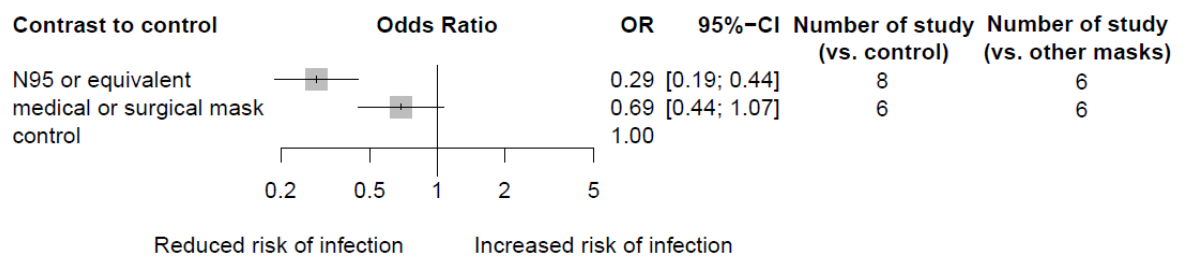 Contrast to control Odds Ratio OR 95%−CI Number of study (vs. control) Number of study (vs. other masks)
N95 or equivalent 0.29 [0.19; 0.44] 8 6
medical or surgical mask 0.69 [0.44; 1.07] 6 6
control 1.00
0.2 0.5 1 2 5
Reduced risk of infection Increased risk of infection